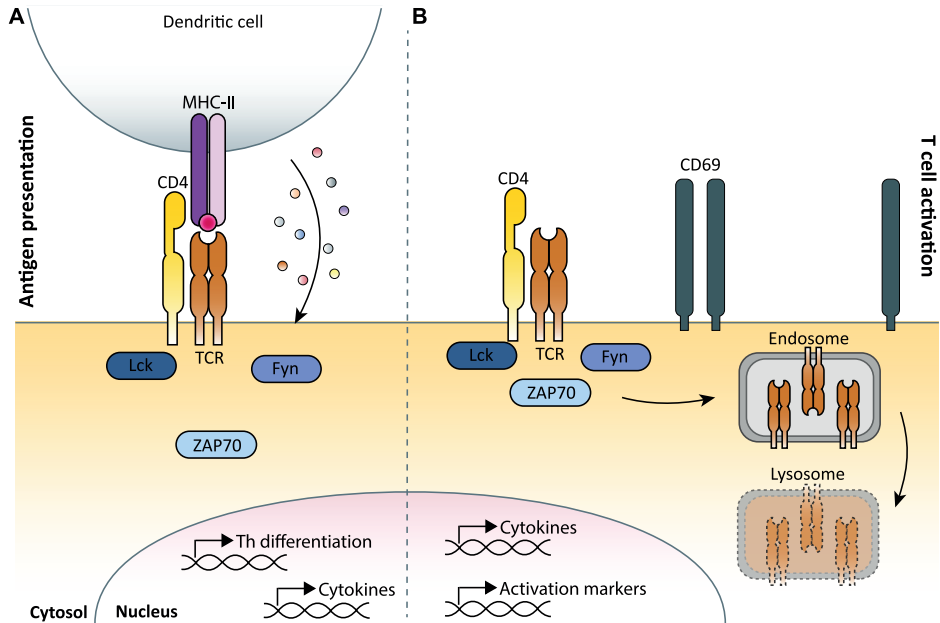 A
Dendritic cell
MHC-II
CD4
Antigen presentation
TCR
Lck
Fyn
ZAP70
Th differentiation
Cytokines
Cytosol
Nucleus
B
CD4
CD69
T cell activation
TCR
Lck
Fyn
ZAP70
Endosome
Lysosome
Cytokines
Activation markers